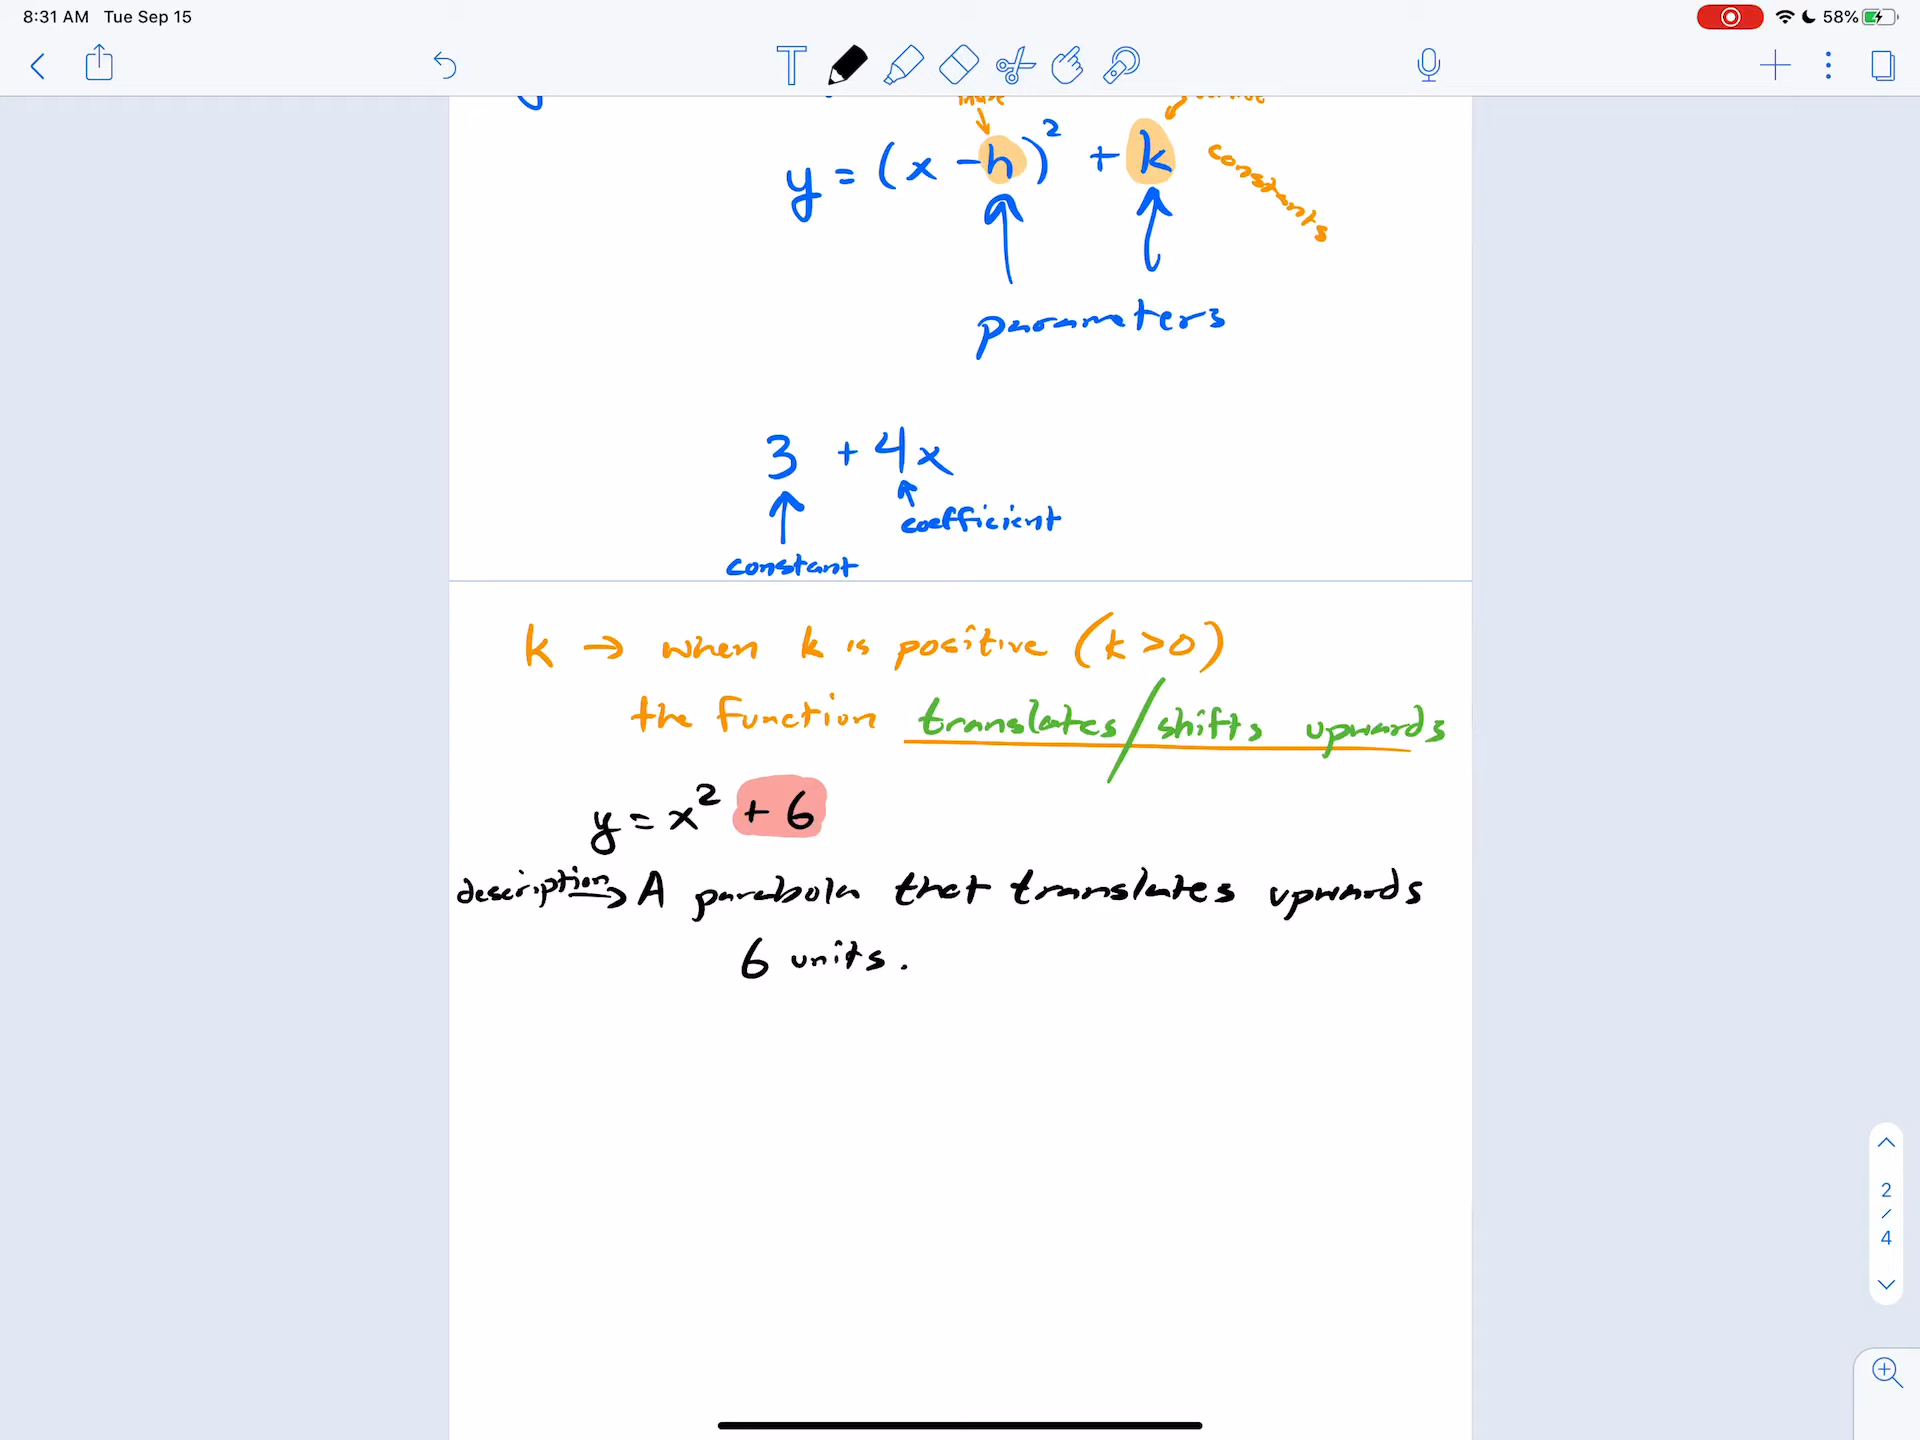 8:31 AM Tue Sep 15
58%
T
y = (x - h)² + k
constants
parameters
3 + 4x
coefficient
constant
k → when k is positive (k > 0)
the function translates/shifts upwards
y = x² + 6
description → A parabola that translates upwards
6 units.
2
/
4